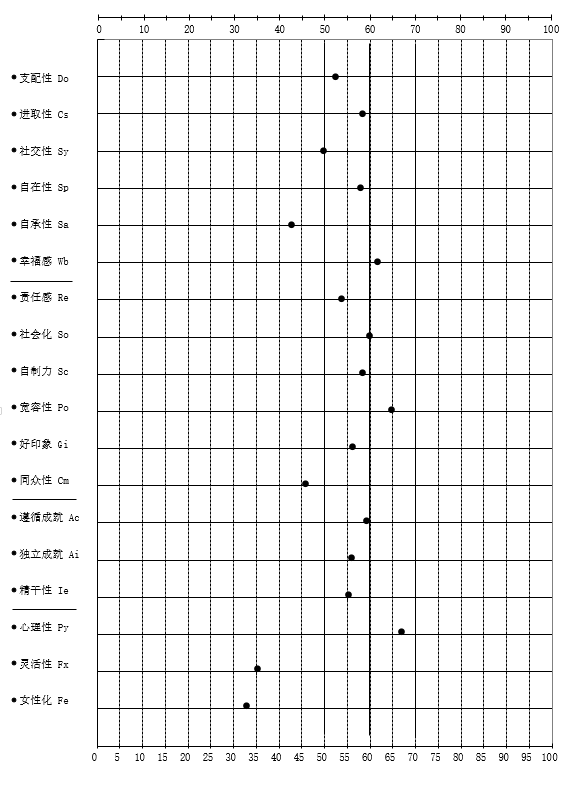 0 10 20 30 40 50 60 70 80 90 100
● 支配性 Do
● 进取性 Cs
● 社交性 Sy
● 自在性 Sp
● 自承性 Sa
● 幸福感 Wb
● 责任感 Re
● 社会化 So
● 自制力 Sc
● 宽容性 Po
● 好印象 Gi
● 同众性 Cm
● 遵循成就 Ac
● 独立成就 Ai
● 精干性 Ie
● 心理性 Py
● 灵活性 Fx
● 女性化 Fe
0 5 10 15 20 25 30 35 40 45 50 55 60 65 70 75 80 85 90 95 100